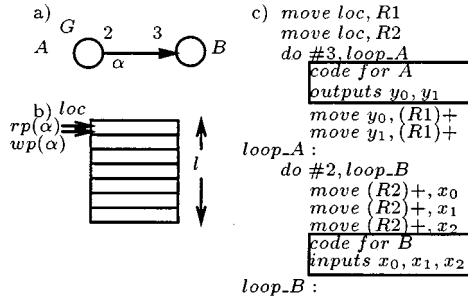 a)
G
A 2 3 B
α
b) loc
rp(α)
wp(α)
l
c) move loc, R1
move loc, R2
do #3, loop_A
code for A
outputs y₀, y₁
move y₀, (R1)+
move y₁, (R1)+
loop_A :
do #2, loop_B
move (R2)+, x₀
move (R2)+, x₁
move (R2)+, x₂
code for B
inputs x₀, x₁, x₂
loop_B :